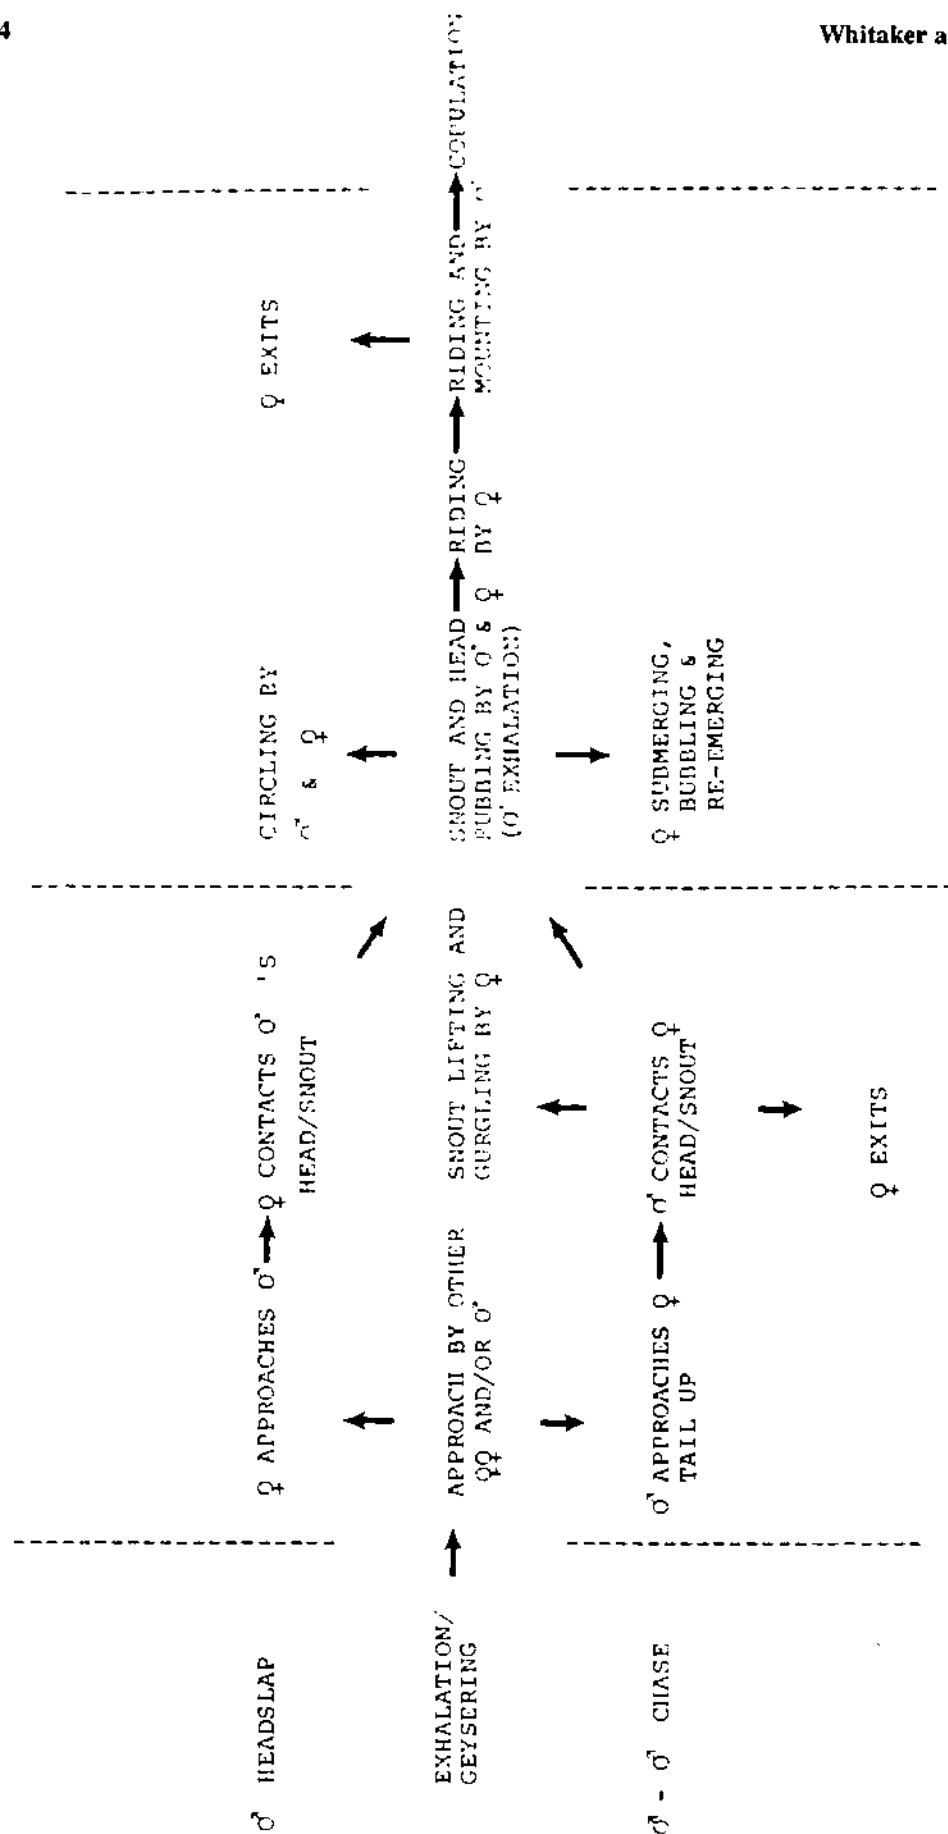 4
Whitaker a
♂ HEADSLAP
EXHALATION/
GEYSERING
♂ - ♂ CHASE
♀ APPROACHES ♂
APPROACH BY OTHER
♀♀ AND/OR ♂
♂ APPROACHES ♀
TAIL UP
♀ CONTACTS ♂ 'S
HEAD/SNOUT
SNOUT LIFTING AND
GURGLING BY ♀
♂ CONTACTS ♀
HEAD/SNOUT
♀ EXITS
CIRCLING BY
♂ & ♀
SNOUT AND HEAD
RUBBING BY ♂ & ♀
(♂ EXHALATION)
♀ SUBMERGING,
BUBBLING &
RE-EMERGING
RIDING
BY ♀
♀ EXITS
RIDING AND
MOUNTING BY ♂
COPULATION